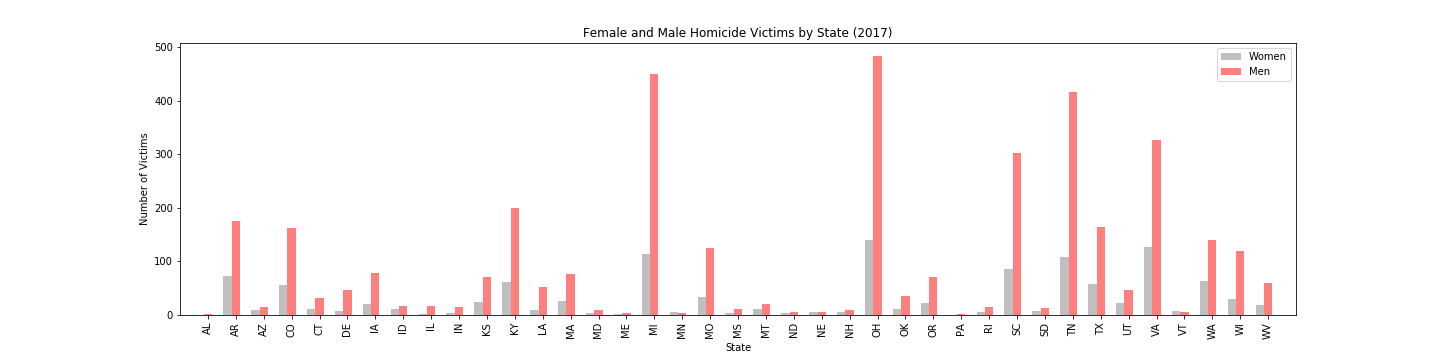 Female and Male Homicide Victims by State (2017)
Women
Men
Number of Victims
500
400
300
200
100
0
AL AR AZ CO CT DE IA ID IL IN KS KY LA MA MD ME MI MN MO MS MT ND NE NH OH OK OR PA RI SC SD TN TX UT VA VT WA WI WV
State